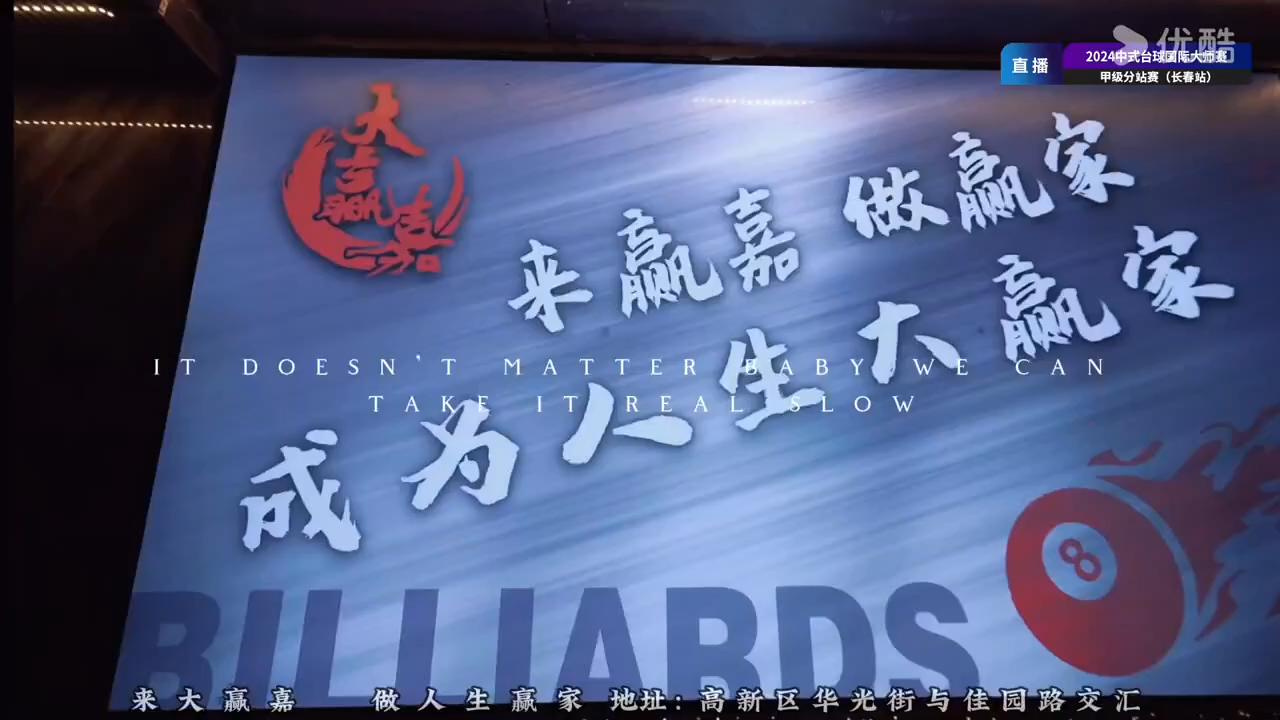 优酷
直播
2024中式台球国际大师赛
甲级分站赛（长春站）
大赢嘉
来赢嘉 做赢家
成为人生大赢家
IT DOESN'T MATTER BABY WE CAN
TAKE IT REAL SLOW
8
BILLIARDS
来大赢嘉 做人生赢家 地址:高新区华光街与佳园路交汇